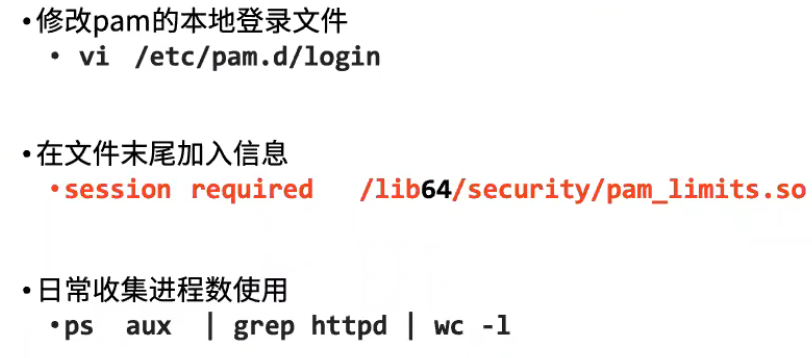 •修改pam的本地登录文件
• vi /etc/pam.d/login
•在文件末尾加入信息
•session required /lib64/security/pam_limits.so
•日常收集进程数使用
•ps aux | grep httpd | wc -l